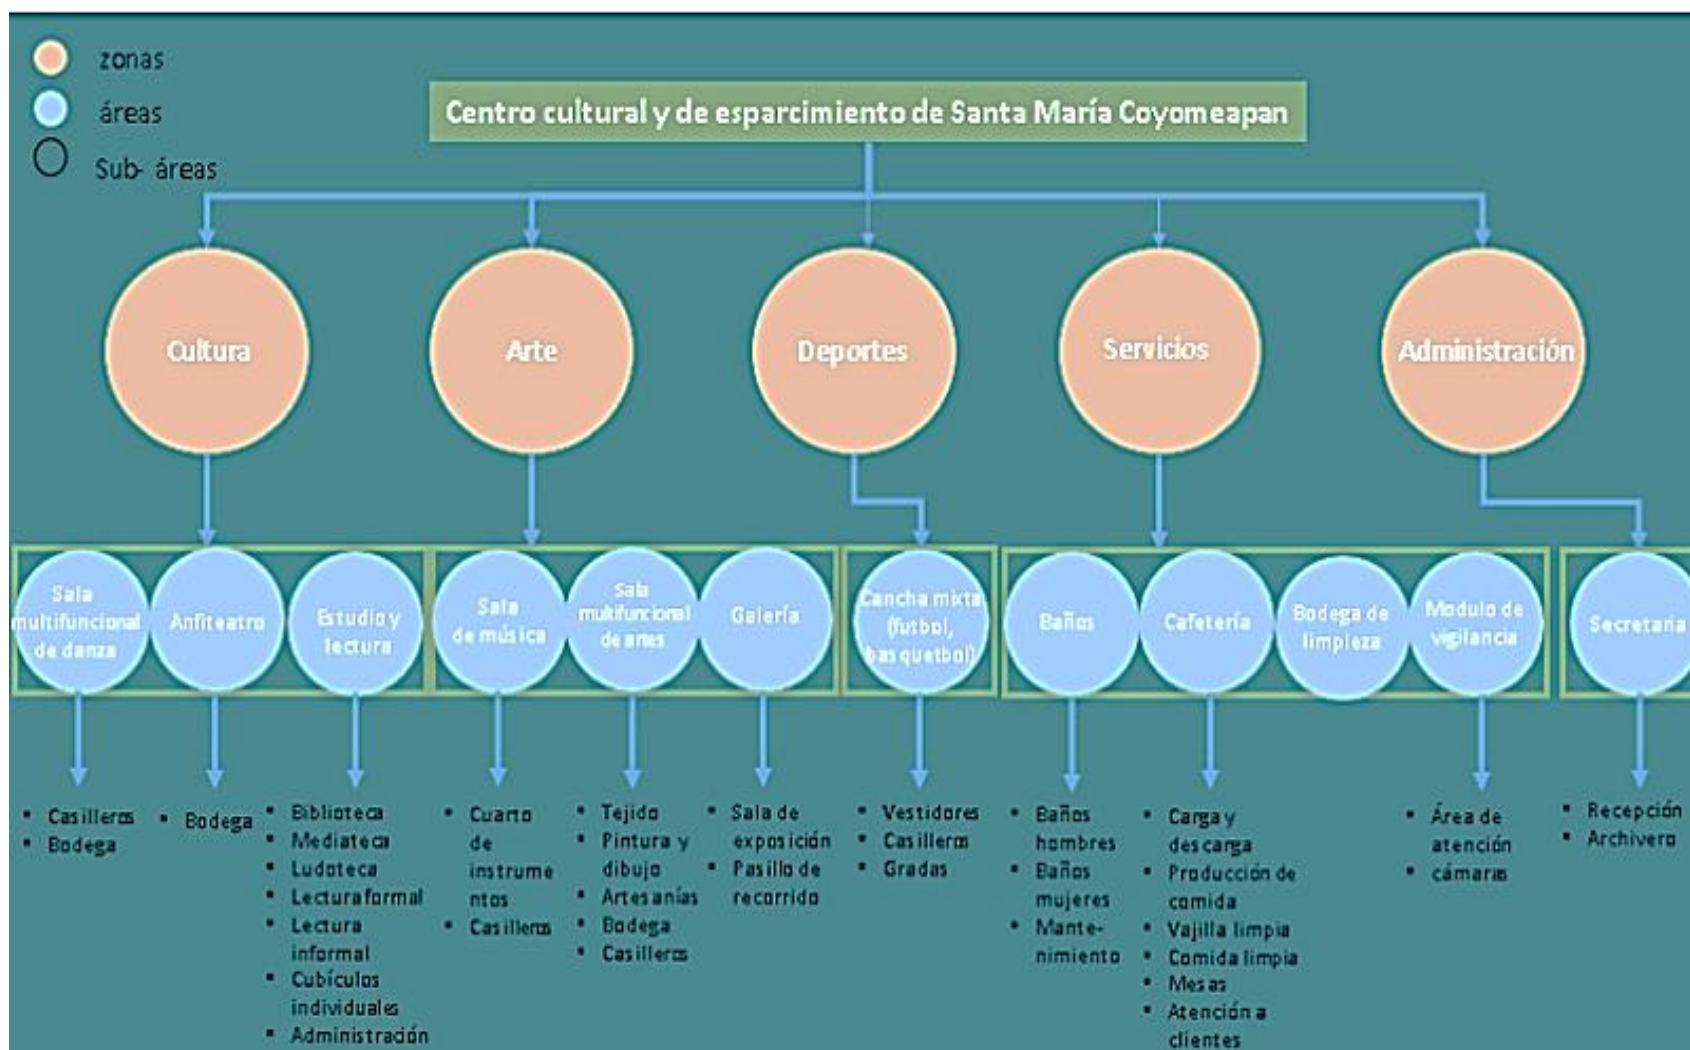 zonas
áreas
Sub- áreas
Centro cultural y de esparcimiento de Santa María Coyomeapan
Cultura
Arte
Deportes
Servicios
Administración
Sala
multifuncional
de danza
Anfiteatro
Estudio y
lectura
Sala
de música
Sala
multifuncional
de artes
Galería
Cancha mixta
(futbol,
basquetbol)
Baños
Cafetería
Bodega de
limpieza
Modulo de
vigilancia
Secretaria
▪ Casilleros
▪ Bodega
▪ Bodega
▪ Biblioteca
▪ Mediateca
▪ Ludoteca
▪ Lectura formal
▪ Lectura
informal
▪ Cubículos
individuales
▪ Administración
▪ Cuarto
de
instrume
ntos
▪ Casilleros
▪ Tejido
▪ Pintura y
dibujo
▪ Artesanías
▪ Bodega
▪ Casilleros
▪ Sala de
exposición
▪ Pasillo de
recorrido
▪ Vestidores
▪ Casilleros
▪ Gradas
▪ Baños
hombres
▪ Baños
mujeres
▪ Mante-
nimiento
▪ Carga y
descarga
▪ Producción de
comida
▪ Vajilla limpia
▪ Comida limpia
▪ Mesas
▪ Atención a
clientes
▪ Área de
atención
▪ cámaras
▪ Recepción
▪ Archivero